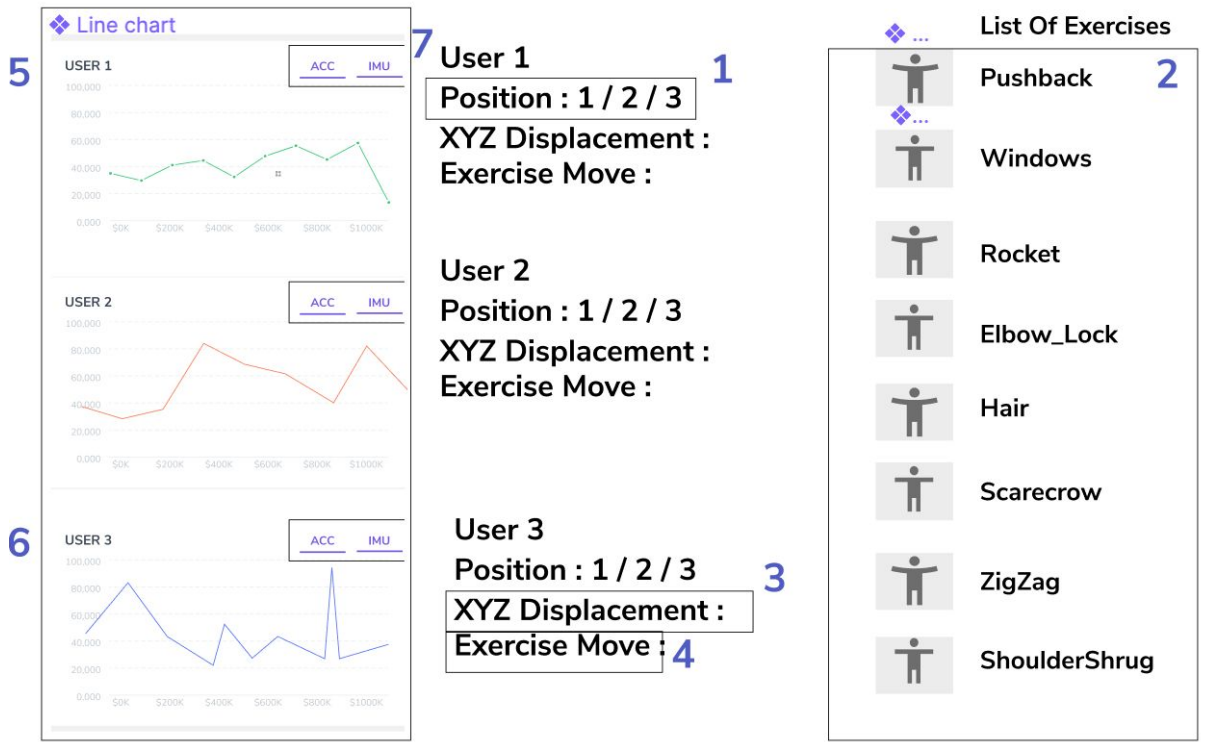 Line chart
5
USER 1
ACC IMU
100,000
80,000
60,000
40,000
20,000
0,000
$0K $200K $400K $600K $800K $1000K
USER 2
ACC IMU
100,000
80,000
60,000
40,000
20,000
0,000
$0K $200K $400K $600K $800K $1000K
6
USER 3
ACC IMU
100,000
80,000
60,000
40,000
20,000
0,000
$0K $200K $400K $600K $800K $1000K
7
User 1
1
Position : 1 / 2 / 3
XYZ Displacement :
Exercise Move :
User 2
Position : 1 / 2 / 3
XYZ Displacement :
Exercise Move :
User 3
Position : 1 / 2 / 3
3
XYZ Displacement :
Exercise Move :
4
List Of Exercises
...
2
Pushback
...
Windows
Rocket
Elbow_Lock
Hair
Scarecrow
ZigZag
ShoulderShrug